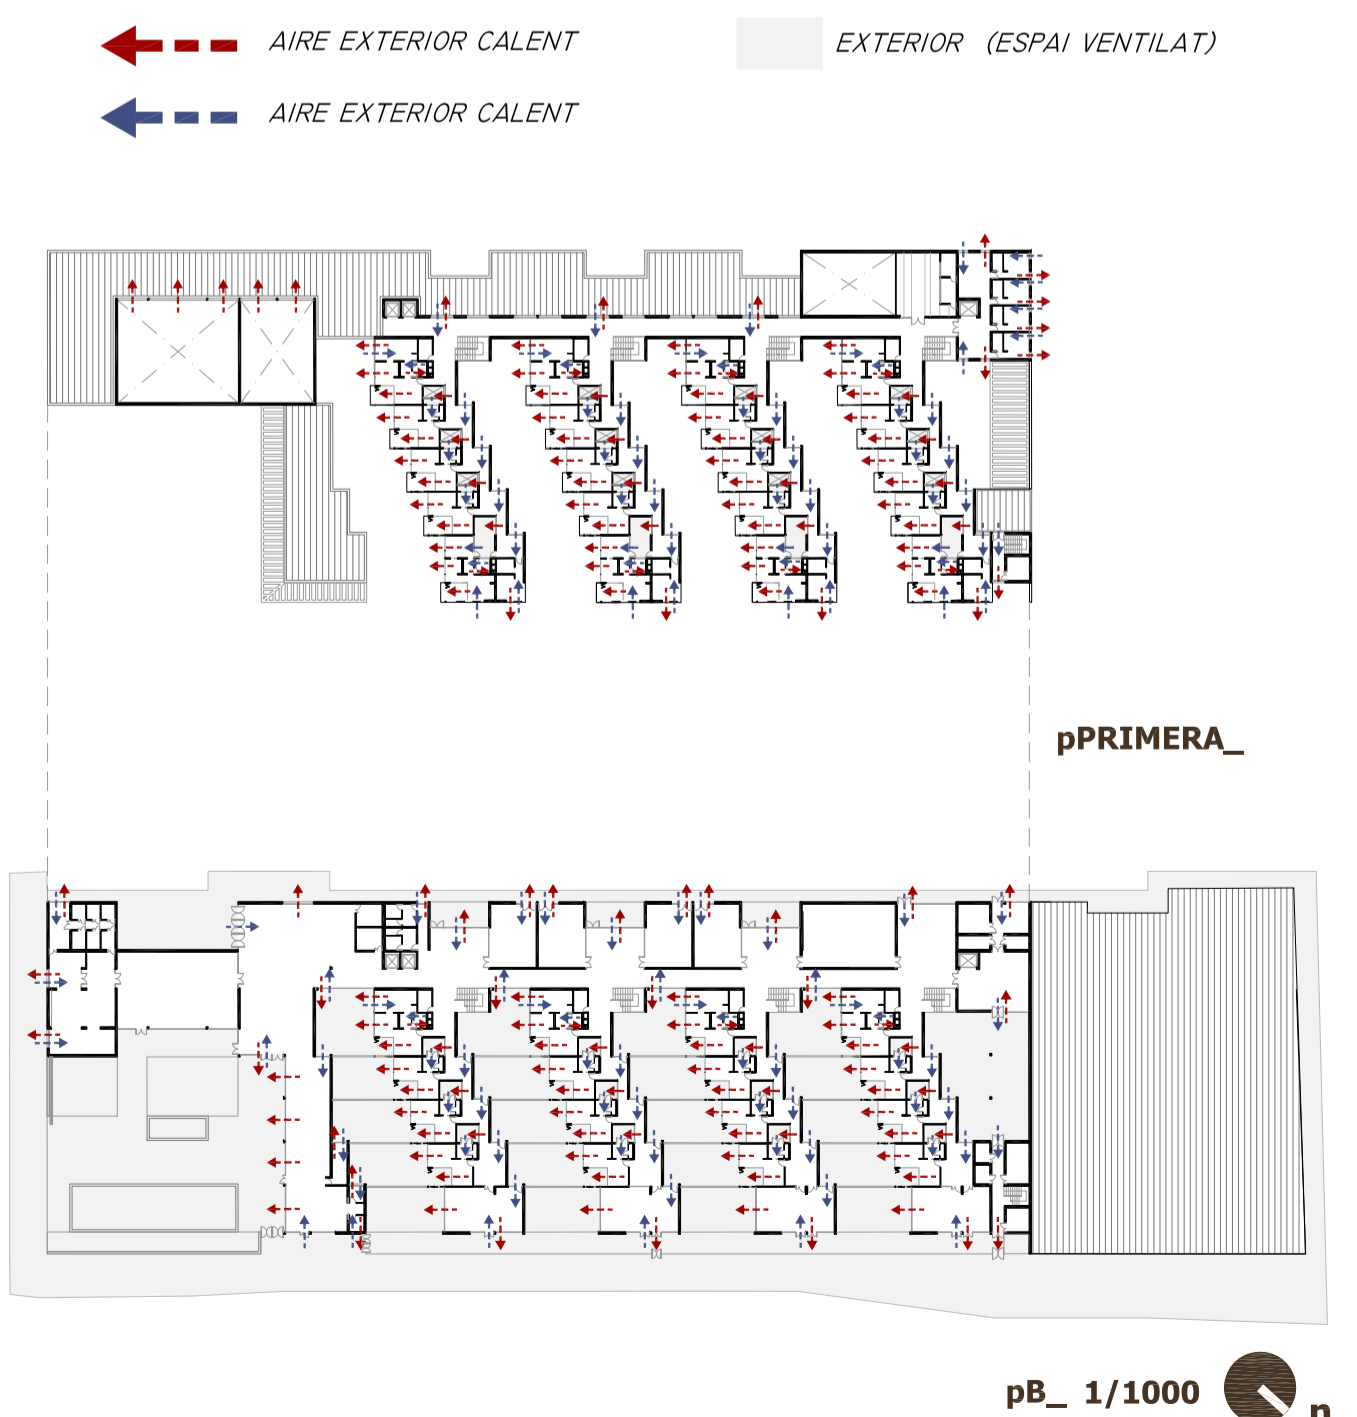 AIRE EXTERIOR CALENT
EXTERIOR (ESPAI VENTILAT)
AIRE EXTERIOR CALENT
pPRIMERA_
pB_ 1/1000
n